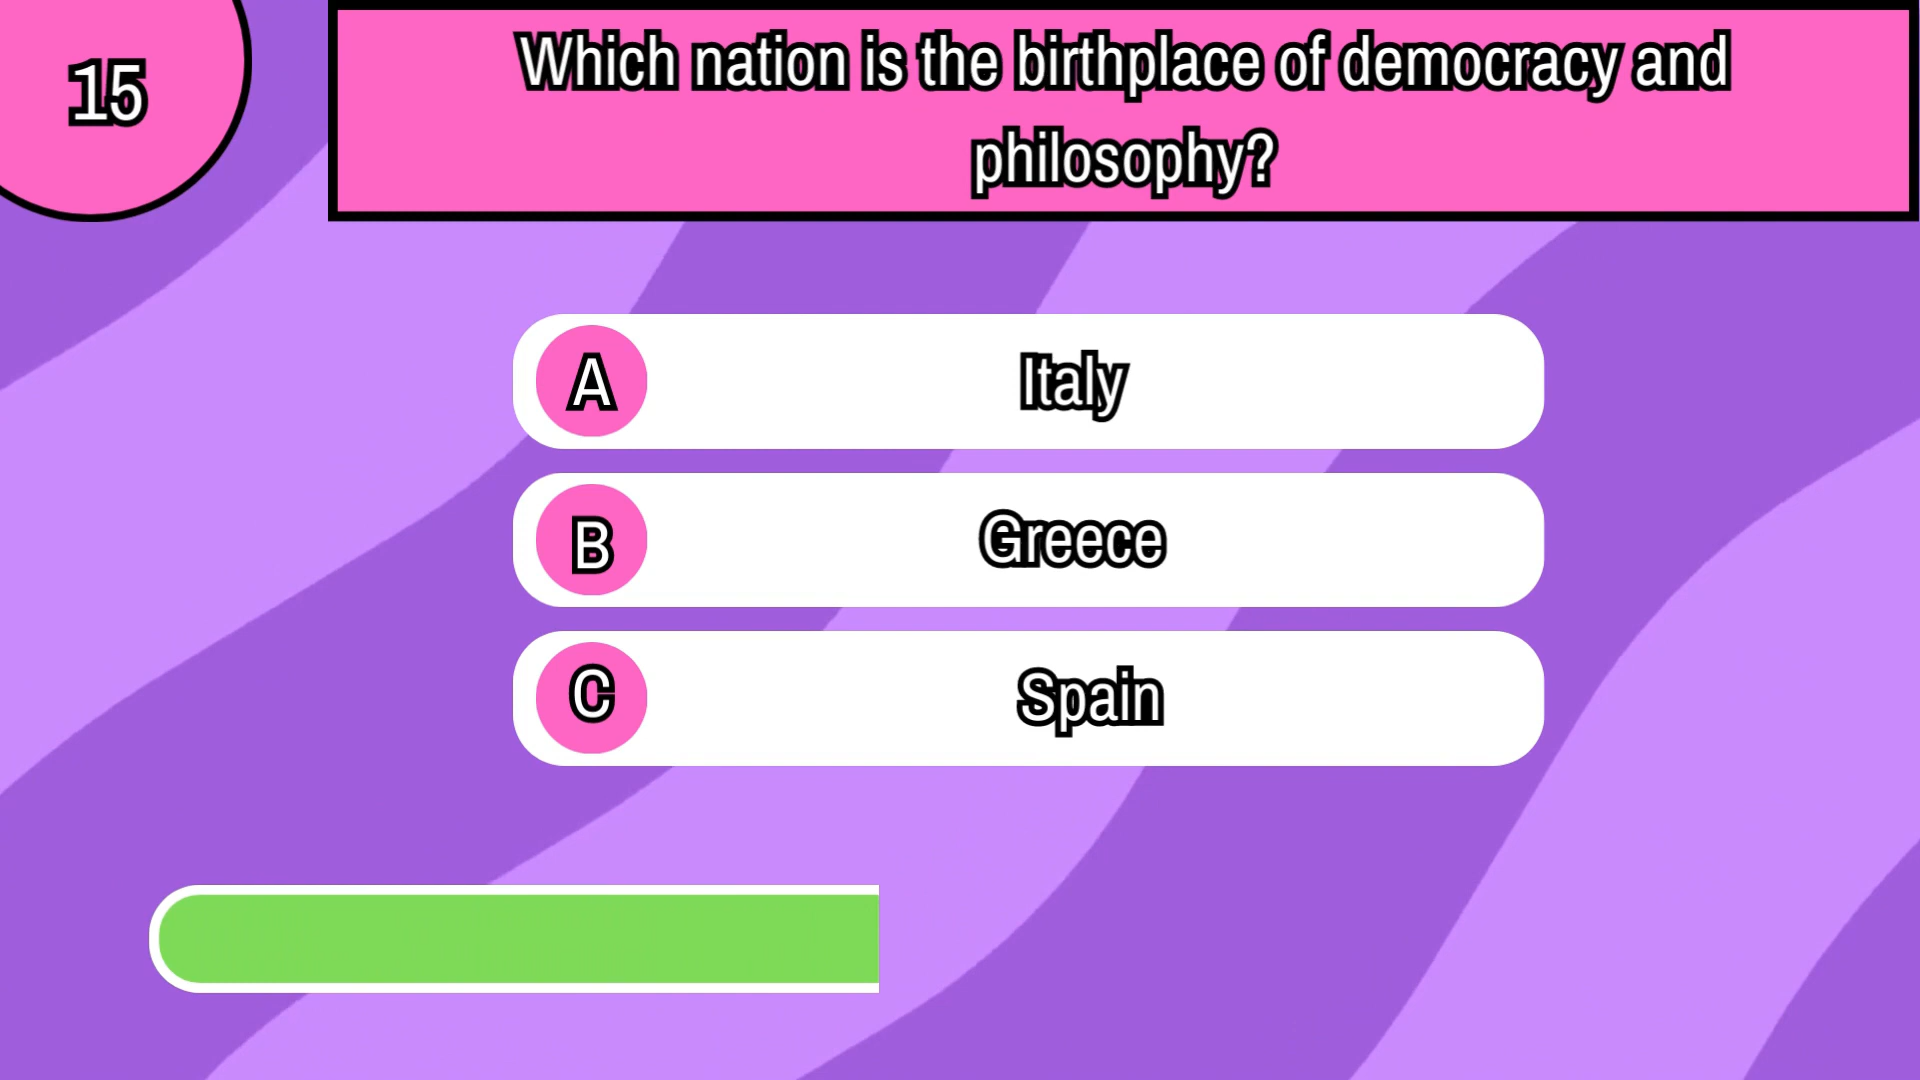 15
Which nation is the birthplace of democracy and
philosophy?
A Italy
B Greece
C Spain